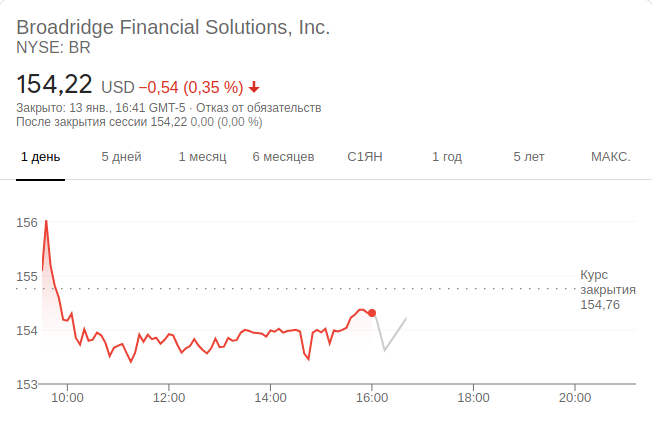 Broadridge Financial Solutions, Inc.
NYSE: BR
154,22 USD −0,54 (0,35 %)
Закрыто: 13 янв., 16:41 GMT-5 · Отказ от обязательств
После закрытия сессии 154,22 0,00 (0,00 %)
1 день 5 дней 1 месяц 6 месяцев С1ЯН 1 год 5 лет МАКС.
156
155
Курс
закрытия
154,76
154
153
10:00 12:00 14:00 16:00 18:00 20:00